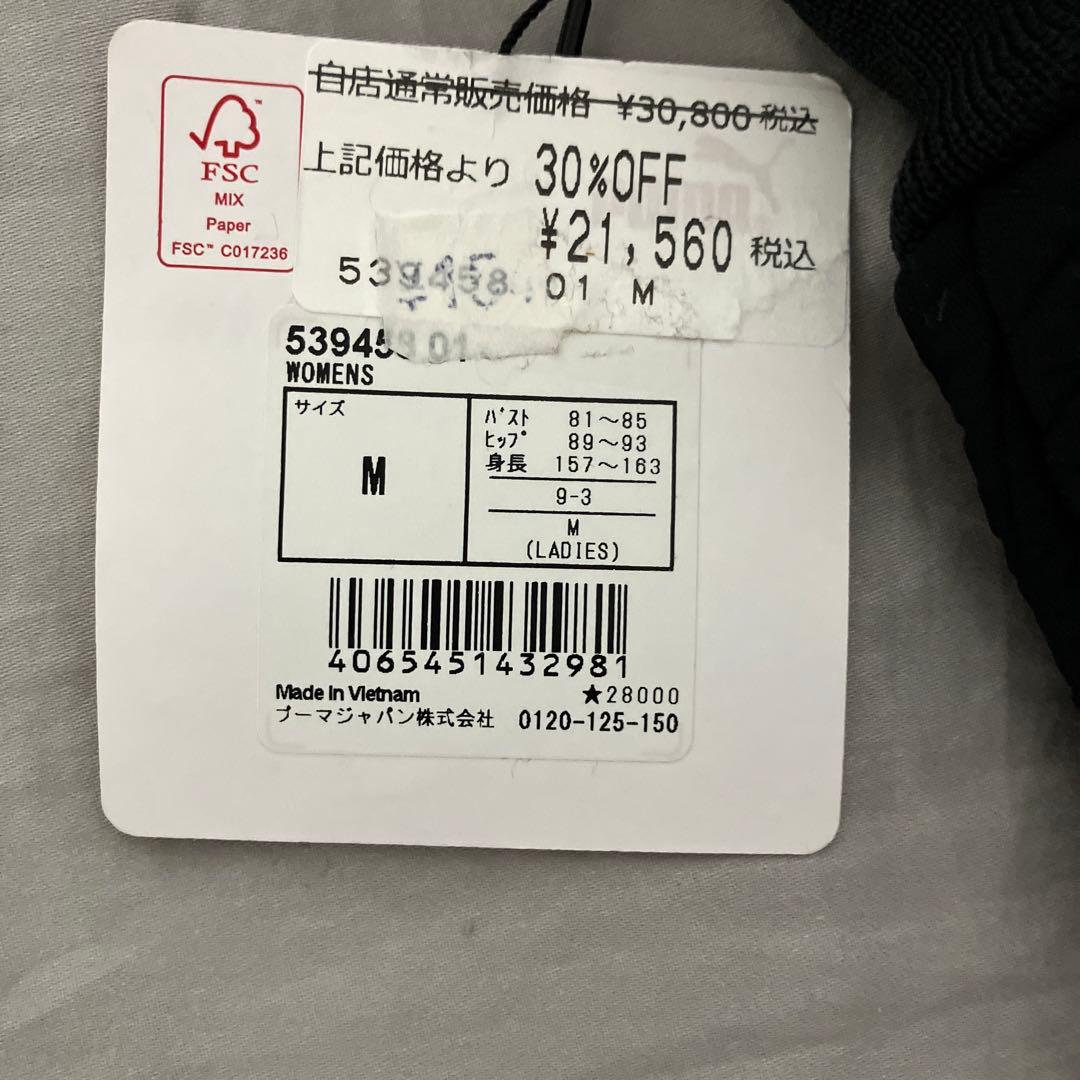 自店通常販売価格 ¥30,800 税込
上記価格より 30%OFF
¥21,560 税込
539458 01 M
FSC™
MIX
Paper
FSC™ C017236
539458 01
WOMENS
サイズ
M
バスト 81〜85
ヒップ 89〜93
身長 157〜163
9-3
M
(LADIES)
4065451432981
Made in Vietnam ★28000
プーマジャパン株式会社 0120-125-150